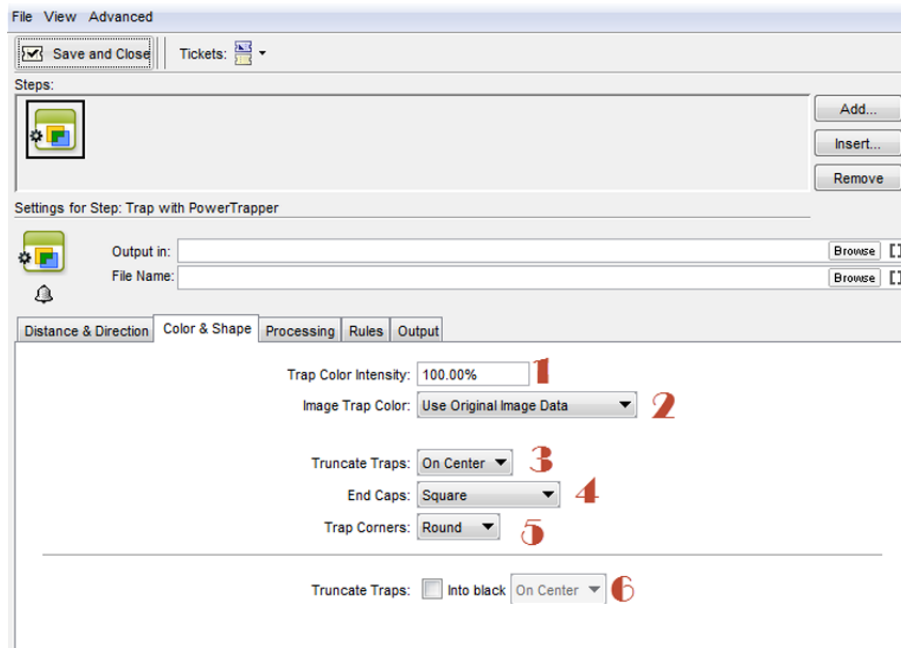 File View Advanced
Save and Close Tickets:
Steps:
Add...
Insert...
Remove
Settings for Step: Trap with PowerTrapper
Output in: Browse []
File Name: Browse []
Distance & Direction Color & Shape Processing Rules Output
Trap Color Intensity: 100.00% 1
Image Trap Color: Use Original Image Data 2
Truncate Traps: On Center 3
End Caps: Square 4
Trap Corners: Round 5
Truncate Traps: Into black On Center 6